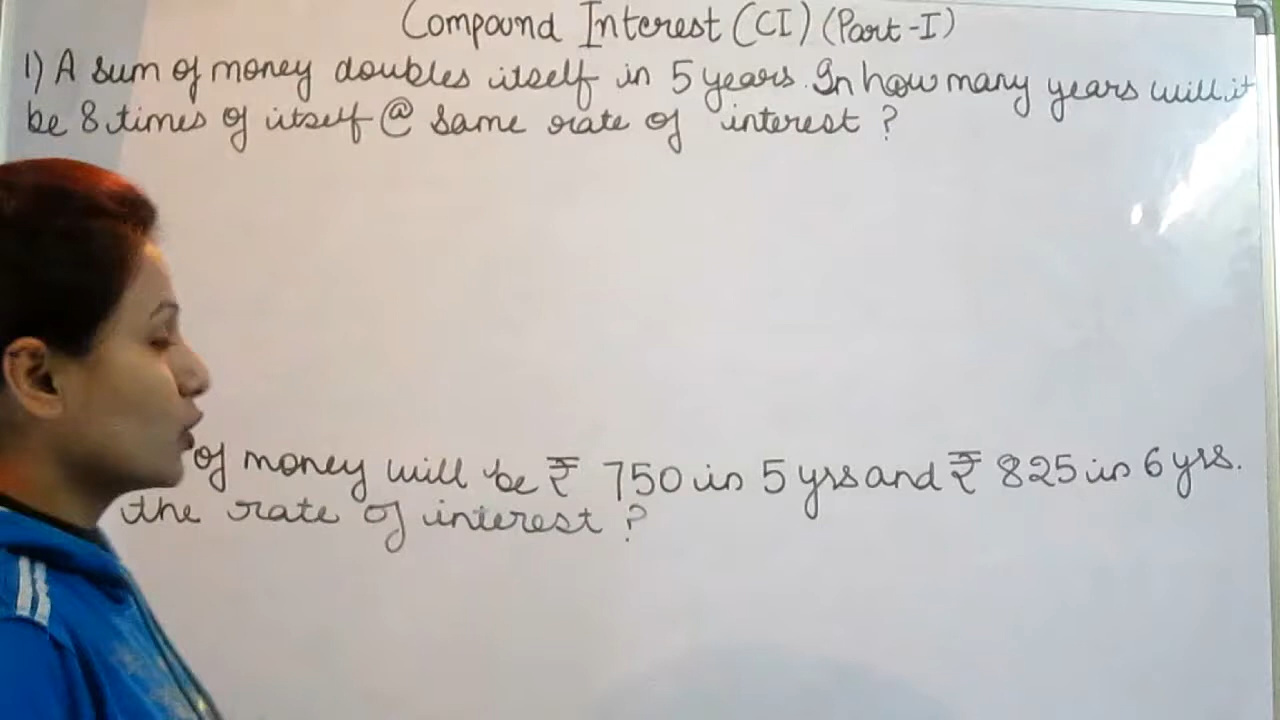 Compound Interest (CI) (Part-I)
1) A sum of money doubles itself in 5 years. In how many years will it
be 8 times of itself @ same rate of interest ?
of money will be ₹ 750 in 5 yrs and ₹ 825 in 6 yrs.
the rate of interest ?